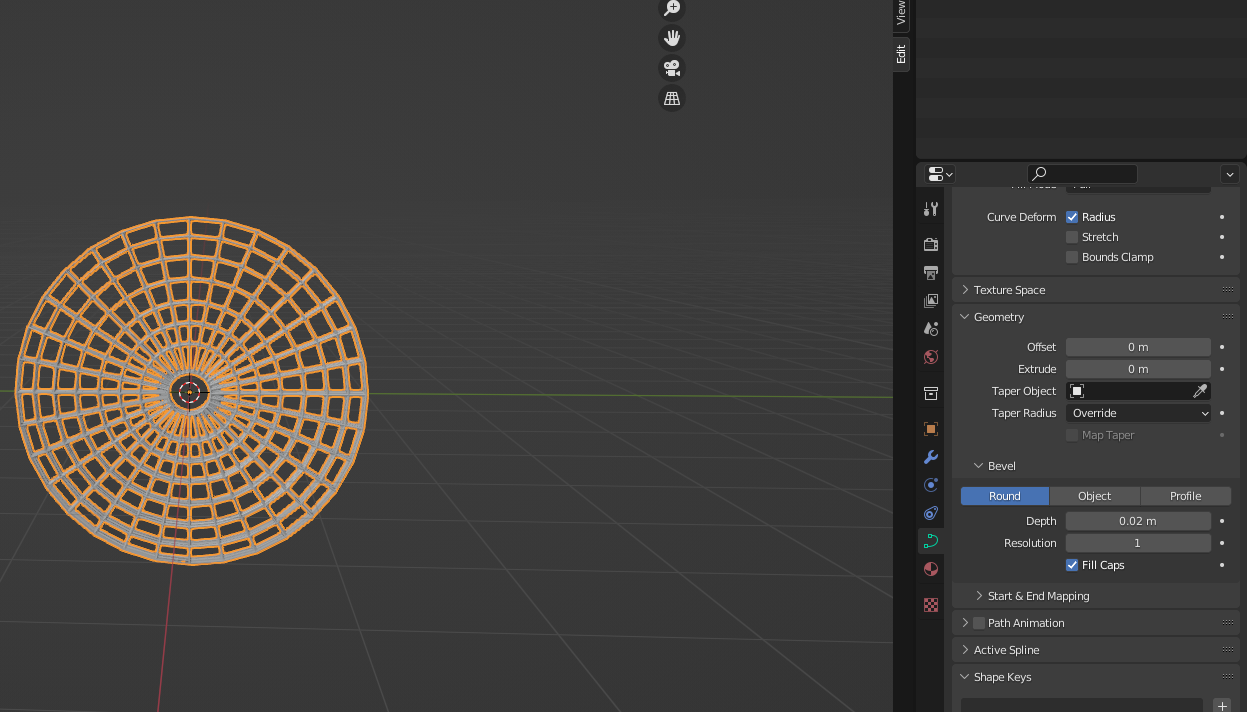 View
Edit
Curve Deform Radius
Stretch
Bounds Clamp
Texture Space
Geometry
Offset 0 m
Extrude 0 m
Taper Object
Taper Radius Override
Map Taper
Bevel
Round Object Profile
Depth 0.02 m
Resolution 1
Fill Caps
Start & End Mapping
Path Animation
Active Spline
Shape Keys